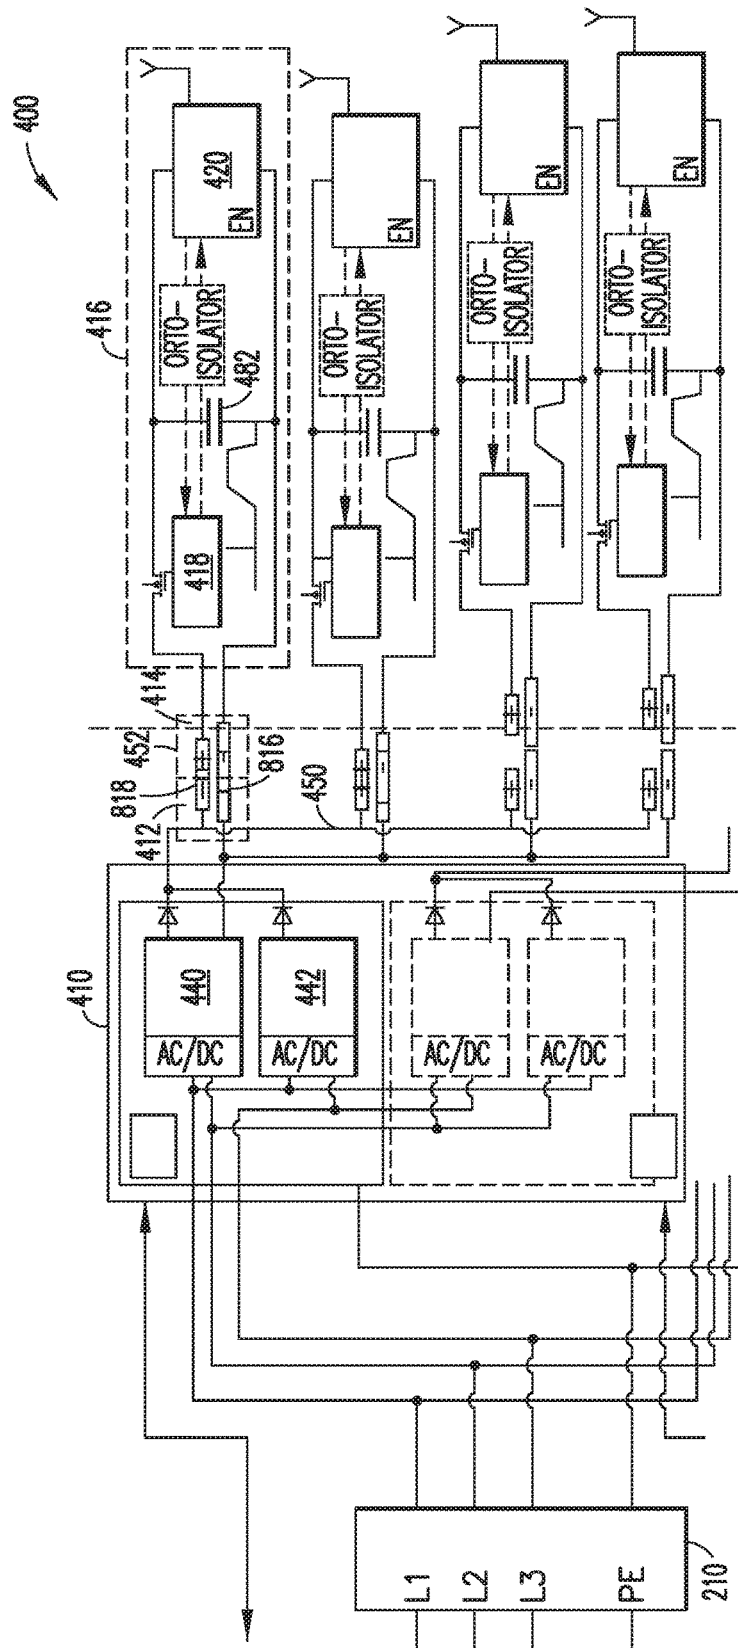 400
416
420
EN
ORTO-
ISOLATOR
482
418
EN
ORTO-
ISOLATOR
EN
ORTO-
ISOLATOR
EN
ORTO-
ISOLATOR
414
452
818
412
816
450
410
440
AC/DC
442
AC/DC
AC/DC
AC/DC
L1
L2
L3
PE
210